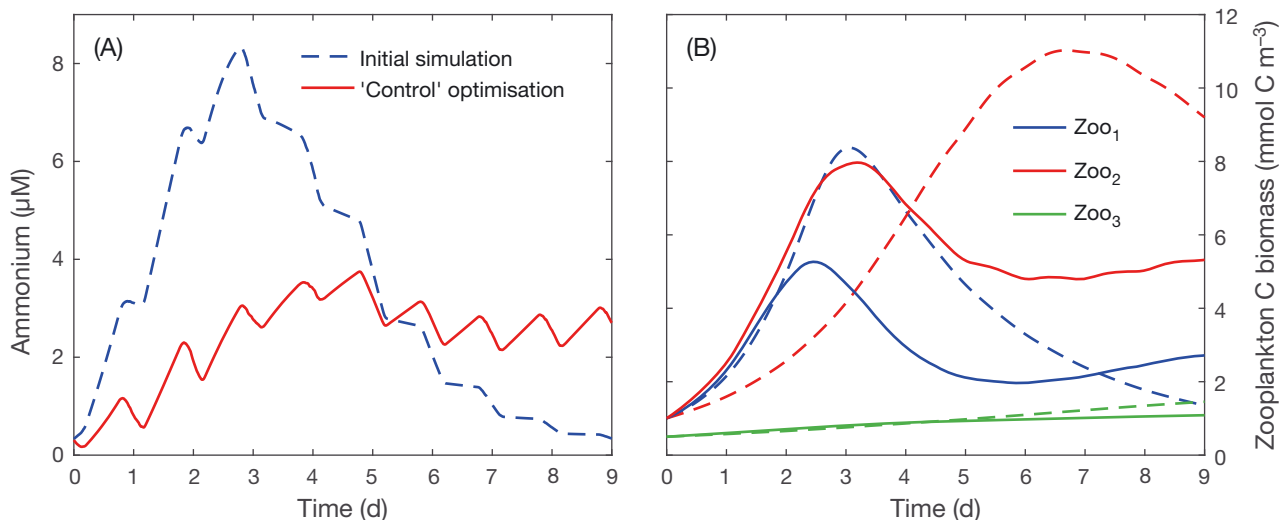 (A)
Initial simulation
'Control' optimisation
Ammonium (µM)
8
6
4
2
0
0 1 2 3 4 5 6 7 8 9
Time (d)
(B)
Zoo₁
Zoo₂
Zoo₃
12
10
8
6
4
2
0
Zooplankton C biomass (mmol C m⁻³)
0 1 2 3 4 5 6 7 8 9
Time (d)